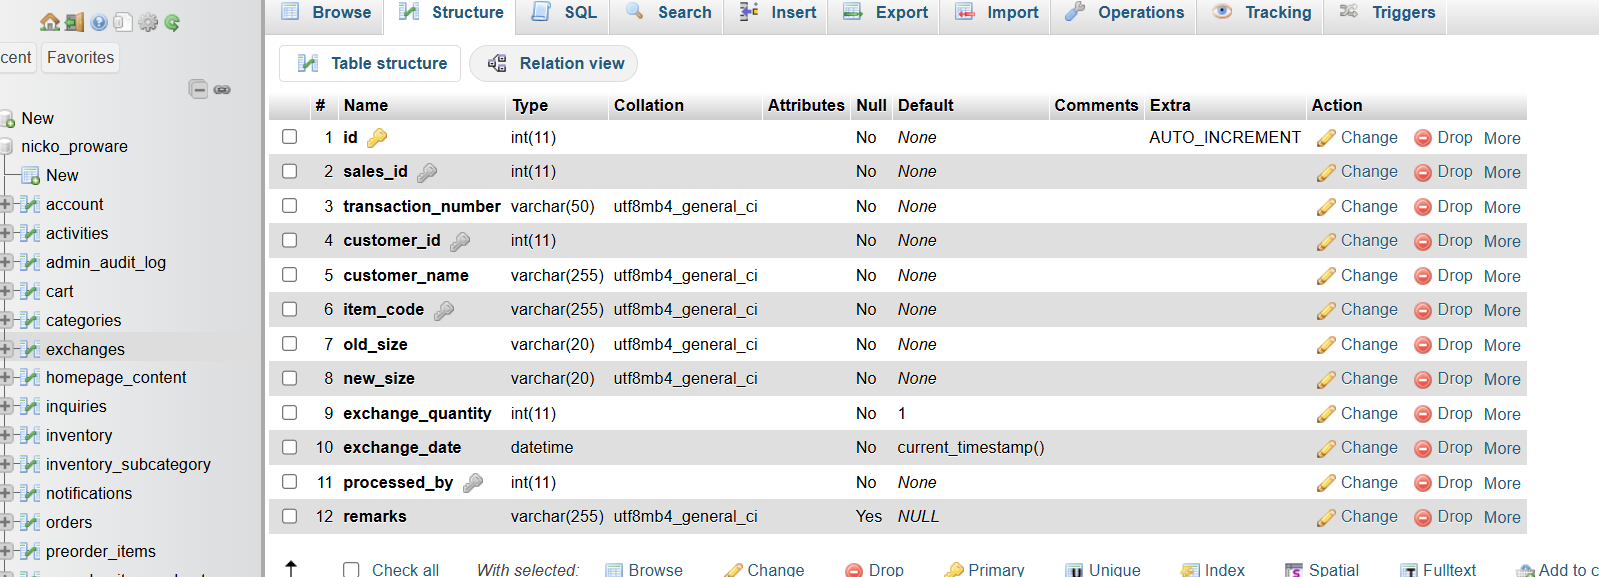 Browse Structure SQL Search Insert Export Import Operations Tracking Triggers
cent Favorites
Table structure Relation view
New
nicko_proware
New
account
activities
admin_audit_log
cart
categories
exchanges
homepage_content
inquiries
inventory
inventory_subcategory
notifications
orders
preorder_items
# Name Type Collation Attributes Null Default Comments Extra Action
1 id int(11) No None AUTO_INCREMENT Change Drop More
2 sales_id int(11) No None Change Drop More
3 transaction_number varchar(50) utf8mb4_general_ci No None Change Drop More
4 customer_id int(11) No None Change Drop More
5 customer_name varchar(255) utf8mb4_general_ci No None Change Drop More
6 item_code varchar(255) utf8mb4_general_ci No None Change Drop More
7 old_size varchar(20) utf8mb4_general_ci No None Change Drop More
8 new_size varchar(20) utf8mb4_general_ci No None Change Drop More
9 exchange_quantity int(11) No 1 Change Drop More
10 exchange_date datetime No current_timestamp() Change Drop More
11 processed_by int(11) No None Change Drop More
12 remarks varchar(255) utf8mb4_general_ci Yes NULL Change Drop More
Check all With selected: Browse Change Drop Primary Unique Index Spatial Fulltext Add to c